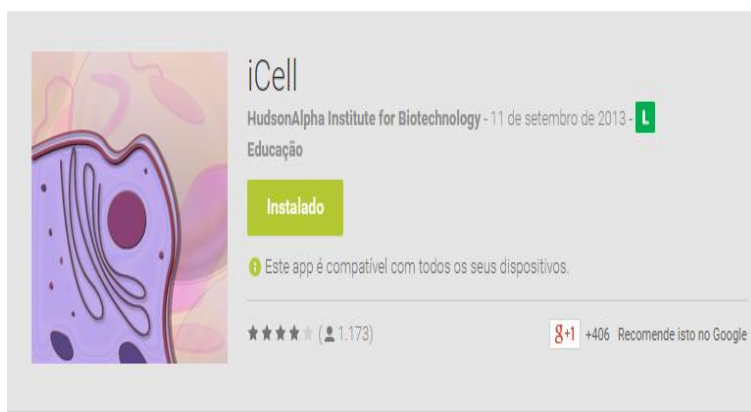 iCell
HudsonAlpha Institute for Biotechnology - 11 de setembro de 2013 - L
Educação
Instalado
Este app é compatível com todos os seus dispositivos.
(1.173)
g+1 +406 Recomende isto no Google